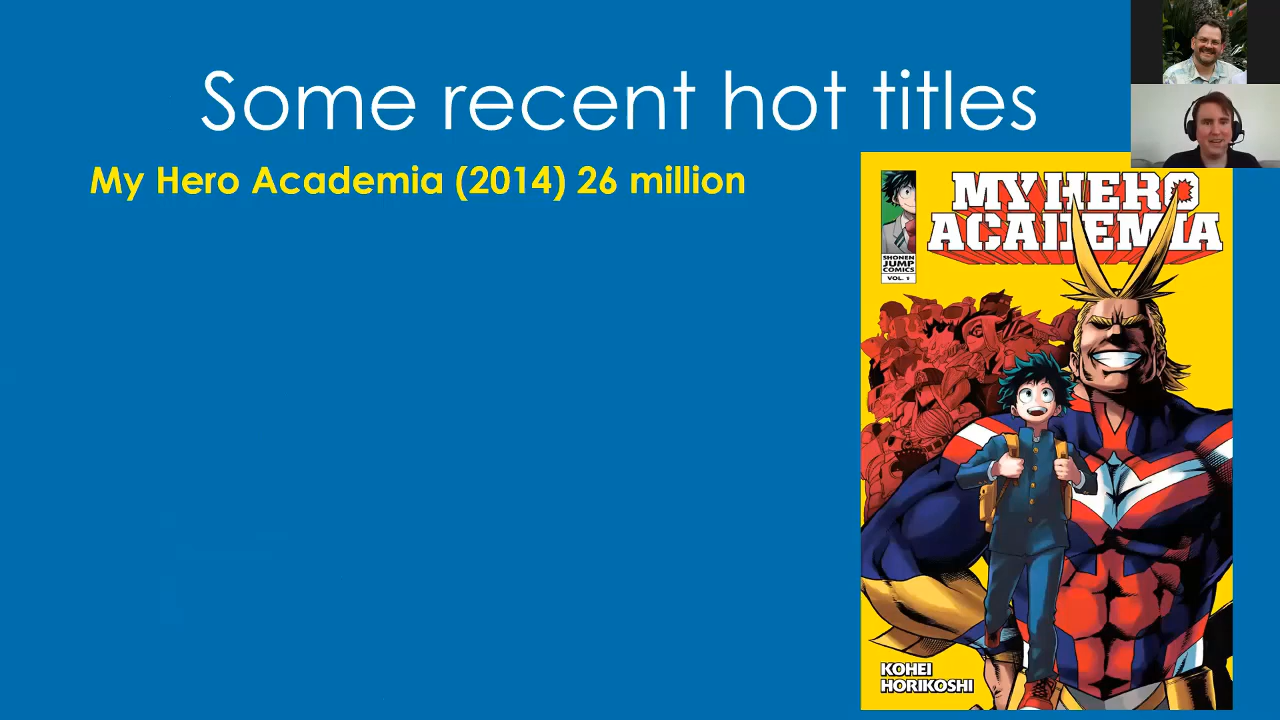 Some recent hot titles
My Hero Academia (2014) 26 million
MY HERO
ACADEMIA
SHONEN
JUMP
COMICS
VOL. 1
KOHEI
HORIKOSHI